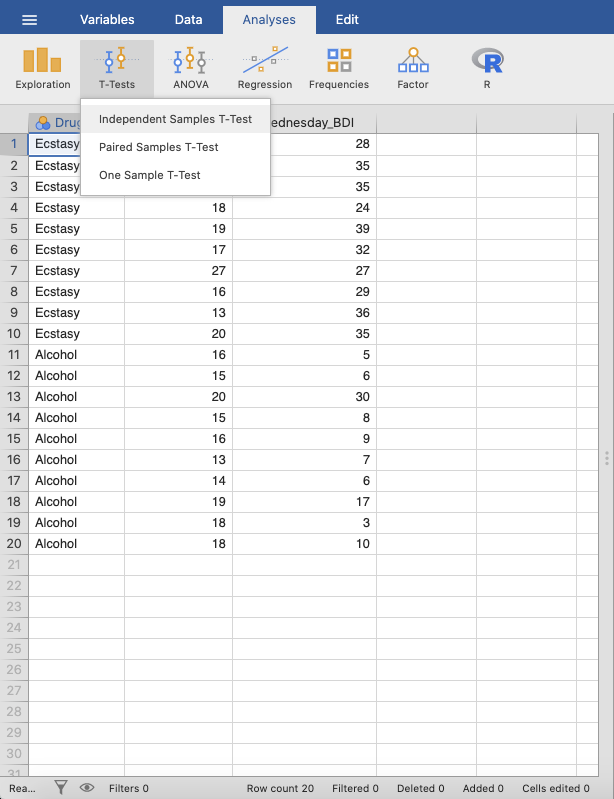 Variables Data Analyses Edit
Exploration T-Tests ANOVA Regression Frequencies Factor R
Independent Samples T-Test
Paired Samples T-Test
One Sample T-Test
Drug ednesday_BDI
1 Ecstasy 28
2 Ecstasy 35
3 Ecstasy 35
4 Ecstasy 18 24
5 Ecstasy 19 39
6 Ecstasy 17 32
7 Ecstasy 27 27
8 Ecstasy 16 29
9 Ecstasy 13 36
10 Ecstasy 20 35
11 Alcohol 16 5
12 Alcohol 15 6
13 Alcohol 20 30
14 Alcohol 15 8
15 Alcohol 16 9
16 Alcohol 13 7
17 Alcohol 14 6
18 Alcohol 19 17
19 Alcohol 18 3
20 Alcohol 18 10
21
22
23
24
25
26
27
28
29
30
31
Rea... Filters 0 Row count 20 Filtered 0 Deleted 0 Added 0 Cells edited 0